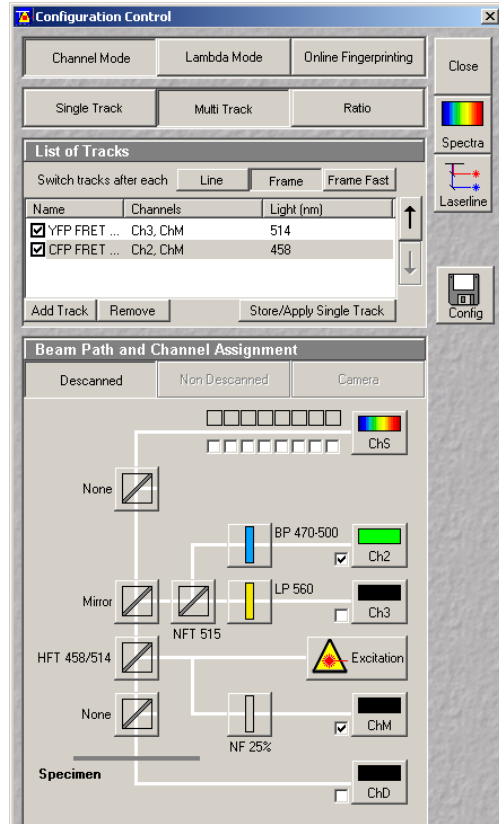 Configuration Control
Channel Mode
Lambda Mode
Online Fingerprinting
Close
Single Track
Multi Track
Ratio
Spectra
List of Tracks
Switch tracks after each
Line
Frame
Frame Fast
Laserline
Name
Channels
Light (nm)
YFP FRET ...
Ch3, ChM
514
CFP FRET ...
Ch2, ChM
458
Add Track
Remove
Store/Apply Single Track
Config
Beam Path and Channel Assignment
Descanned
Non Descanned
Camera
ChS
None
BP 470-500
Ch2
LP 560
Mirror
Ch3
NFT 515
HFT 458/514
Excitation
None
ChM
NF 25%
Specimen
ChD